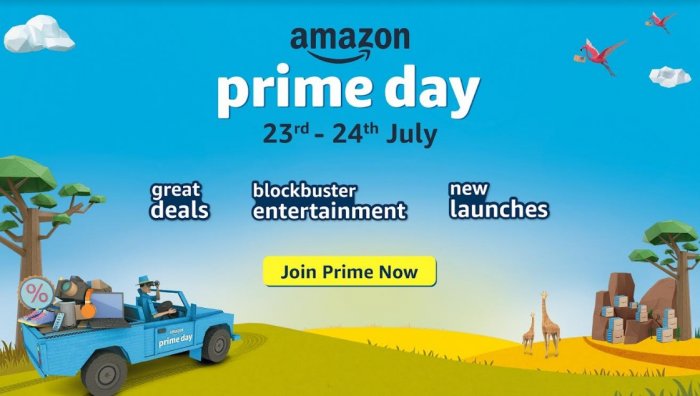 amazon
prime day
23rd - 24th July
great
deals
blockbuster
entertainment
new
launches
Join Prime Now
%
amazon
prime day